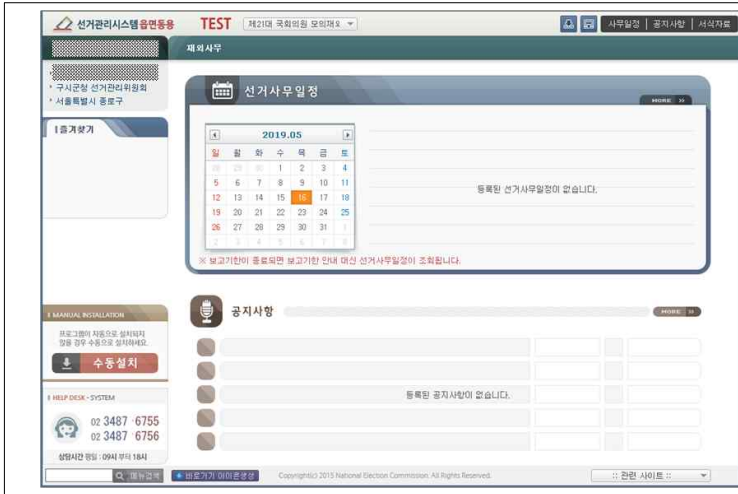 선거관리시스템 읍면동용 TEST 제21대 국회의원 모의재외
사무일정 | 공지사항 | 서식자료
재외사무
구시군청 선거관리위원회
서울특별시 종로구
즐겨찾기
선거사무일정
MORE
2019.05
일 월 화 수 목 금 토
28 29 30 1 2 3 4
5 6 7 8 9 10 11
12 13 14 15 16 17 18
19 20 21 22 23 24 25
26 27 28 29 30 31 1
2 3 4 5 6 7 8
등록된 선거사무일정이 없습니다.
※ 보고기한이 종료되면 보고기한 안내 대신 선거사무일정이 조회됩니다.
공지사항
MORE
등록된 공지사항이 없습니다.
MANUAL INSTALLATION
프로그램이 자동으로 설치되지
않을 경우 수동으로 설치하세요.
수동설치
HELP DESK - SYSTEM
02 3487 -6755
02 3487 -6756
상담시간 평일 : 09시 부터 18시
메뉴검색 바로가기 아이콘생성 Copyright(c) 2015 National Election Commission. All Rights Reserved. :: 관련 사이트 ::